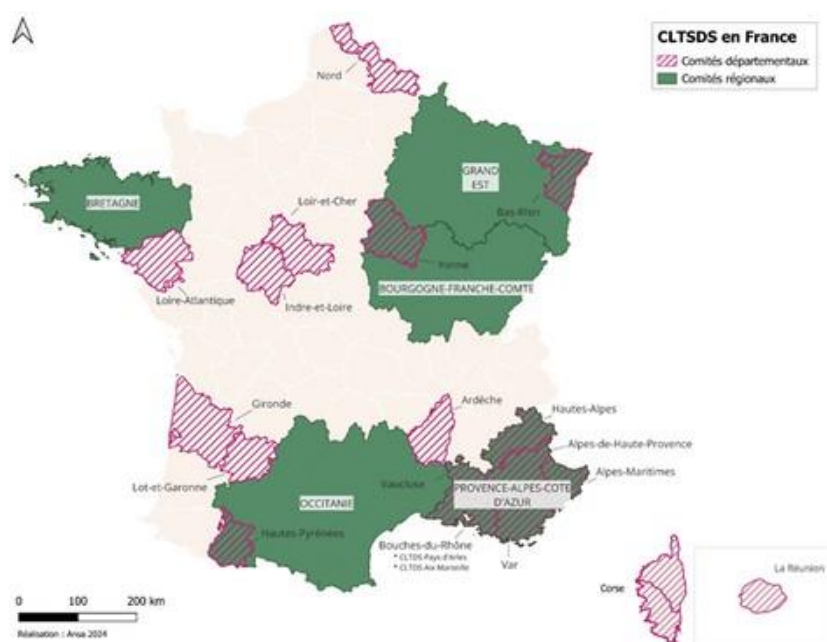 CLTSDS en France
Comités départementaux
Comités régionaux
Nord
GRAND
EST
BRETAGNE
Loir-et-Cher
Bas-Rhin
Yonne
Loire-Atlantique
Indre-et-Loire
BOURGOGNE-FRANCHE-COMTE
Gironde
Ardèche
Hautes-Alpes
Alpes-de-Haute-Provence
Alpes-Maritimes
Lot-et-Garonne
Vaucluse
PROVENCE-ALPES-COTE
D'AZUR
OCCITANIE
Hautes-Pyrénées
Bouches-du-Rhône
* CLTDS Pays d'Arles
* CLTDS Aix Marseille
Var
Corse
La Réunion
0 100 200 km
Réalisation : Ansa 2024